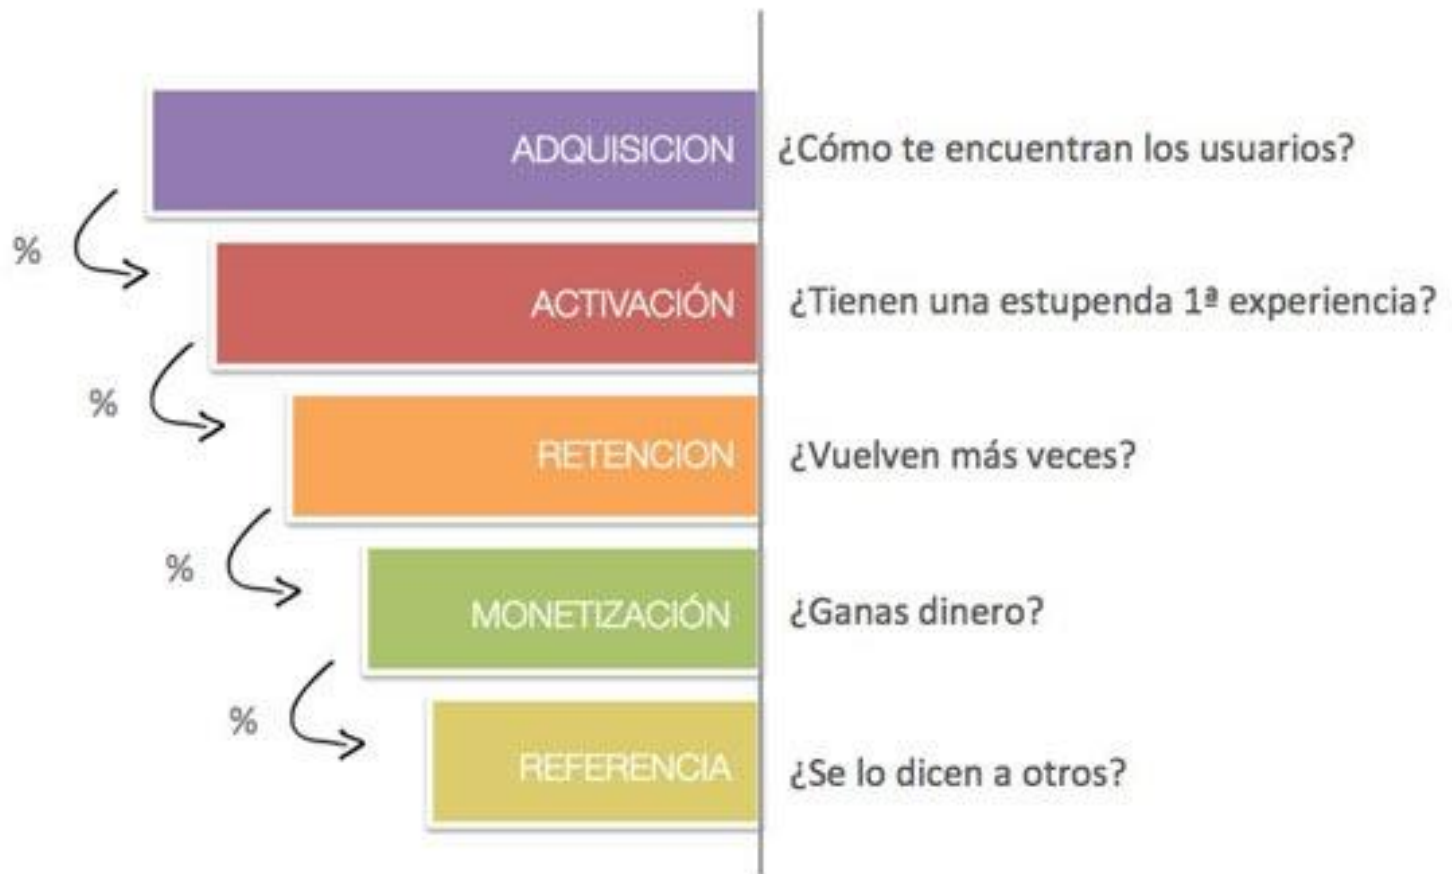 ADQUISICION ¿Cómo te encuentran los usuarios?
%
ACTIVACIÓN ¿Tienen una estupenda 1ª experiencia?
%
RETENCION ¿Vuelven más veces?
%
MONETIZACIÓN ¿Ganas dinero?
%
REFERENCIA ¿Se lo dicen a otros?